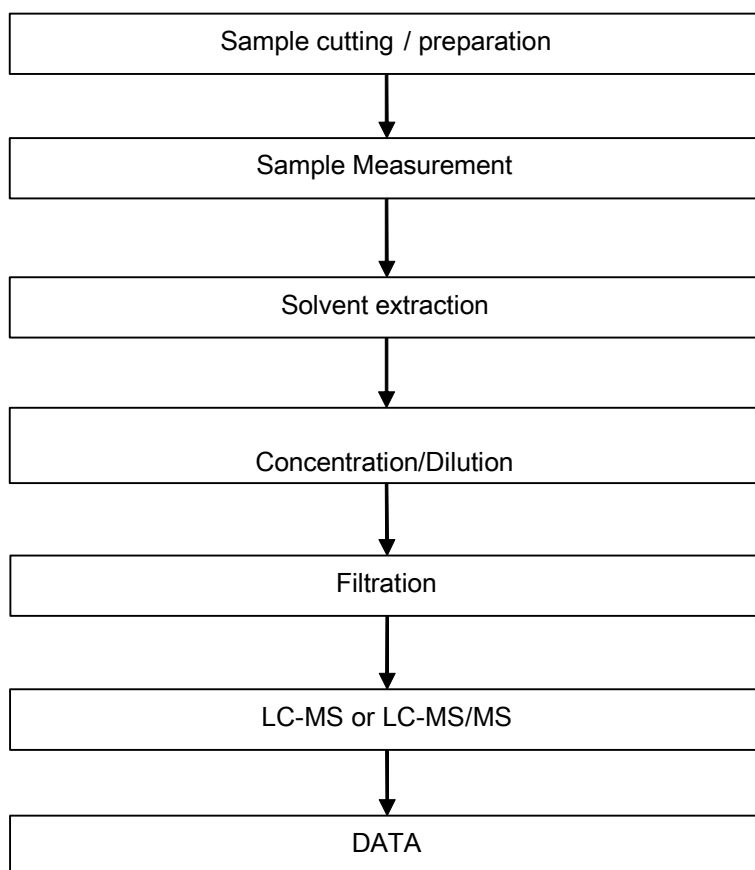 Sample cutting / preparation
Sample Measurement
Solvent extraction
Concentration/Dilution
Filtration
LC-MS or LC-MS/MS
DATA